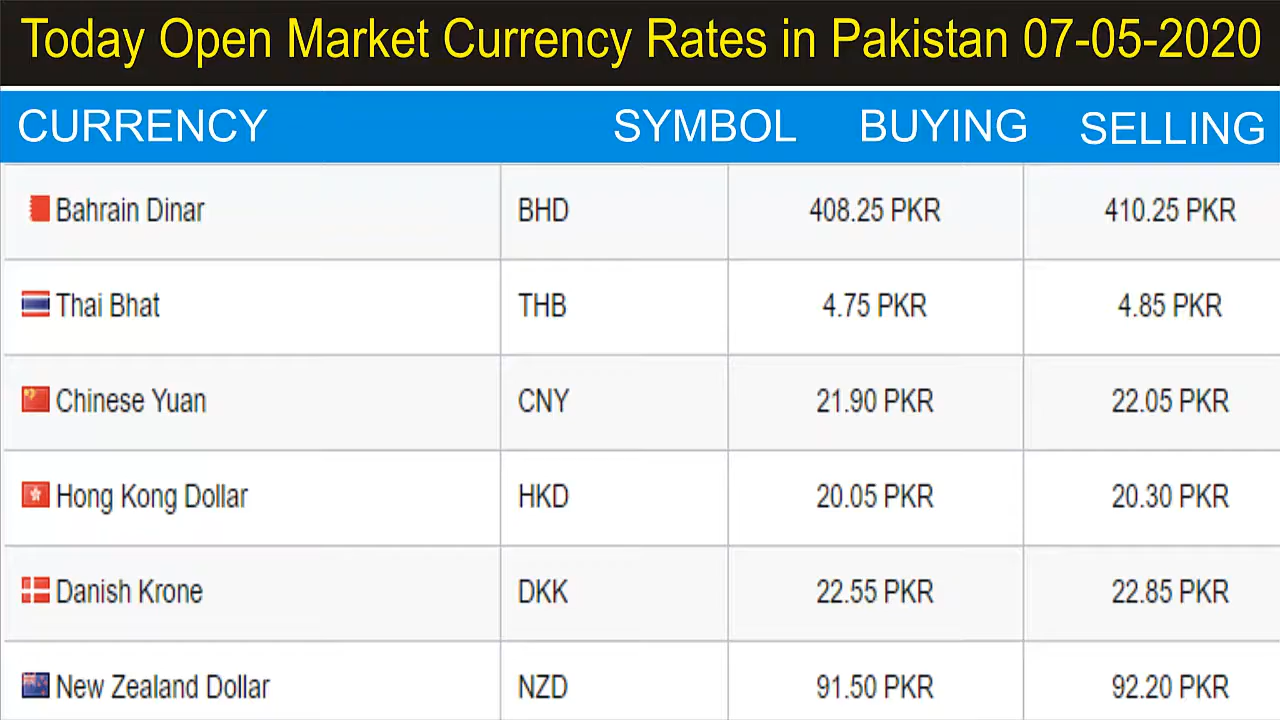 Today Open Market Currency Rates in Pakistan 07-05-2020
CURRENCY SYMBOL BUYING SELLING
Bahrain Dinar BHD 408.25 PKR 410.25 PKR
Thai Bhat THB 4.75 PKR 4.85 PKR
Chinese Yuan CNY 21.90 PKR 22.05 PKR
Hong Kong Dollar HKD 20.05 PKR 20.30 PKR
Danish Krone DKK 22.55 PKR 22.85 PKR
New Zealand Dollar NZD 91.50 PKR 92.20 PKR